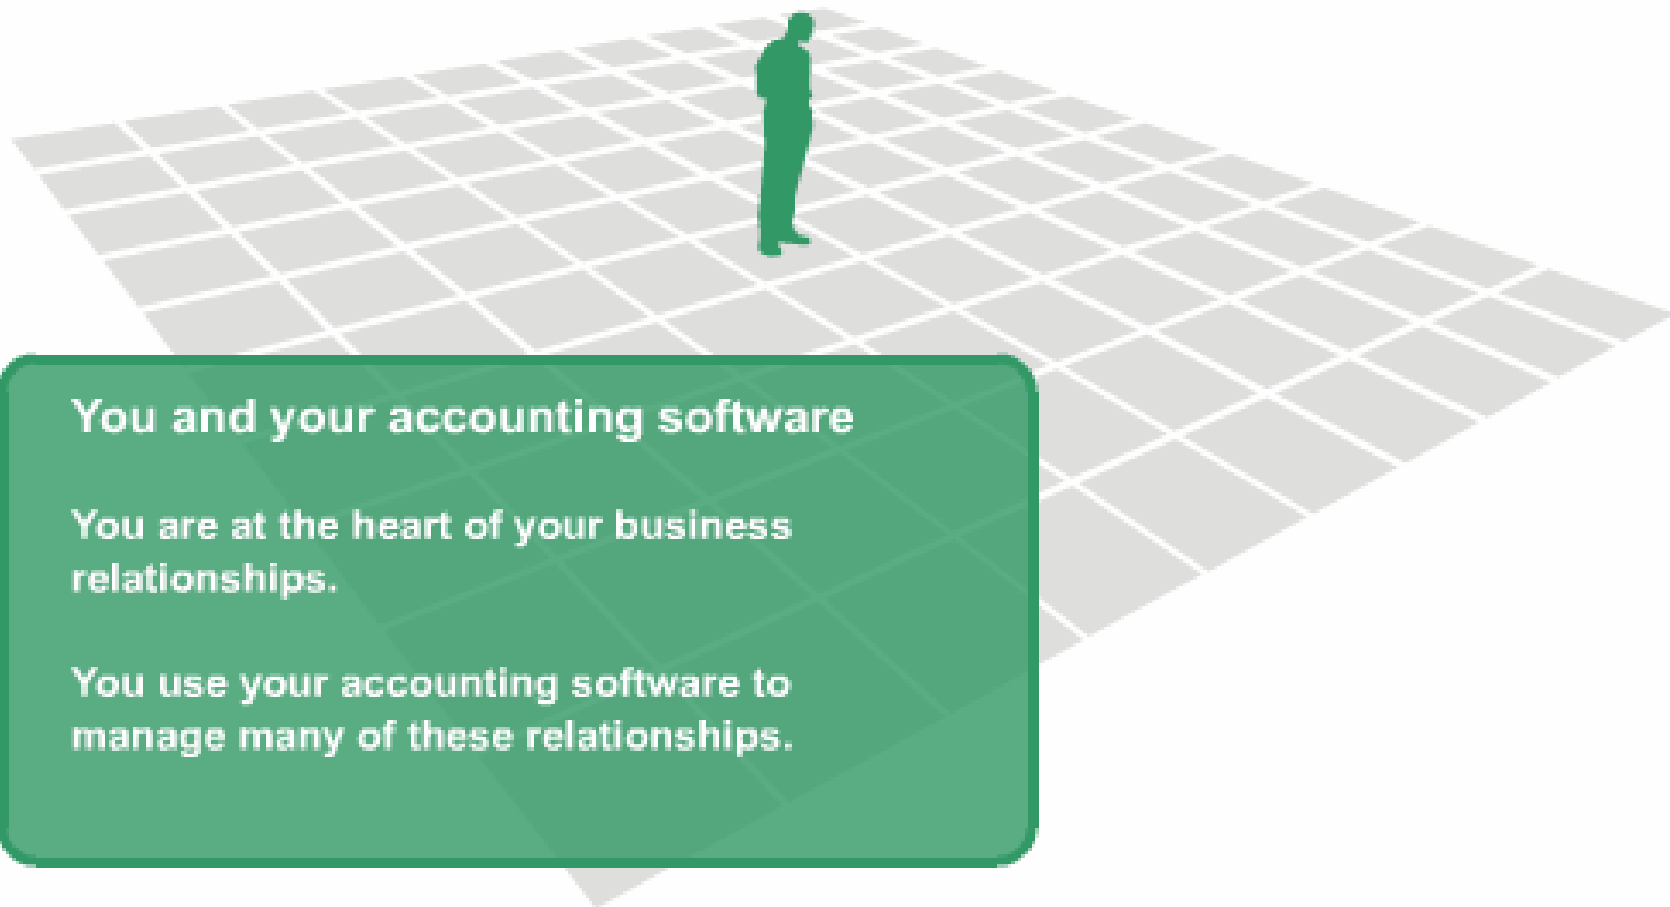 You and your accounting software
You are at the heart of your business
relationships.
You use your accounting software to
manage many of these relationships.